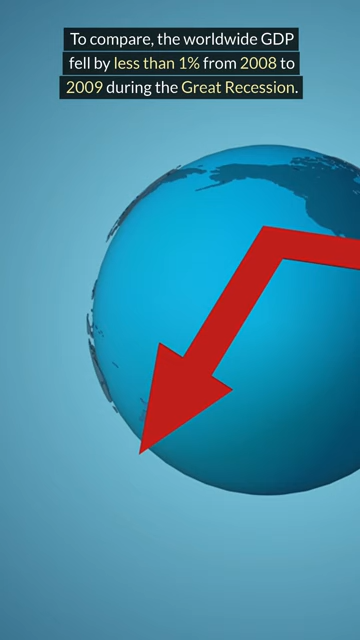 To compare, the worldwide GDP
fell by less than 1% from 2008 to
2009 during the Great Recession.